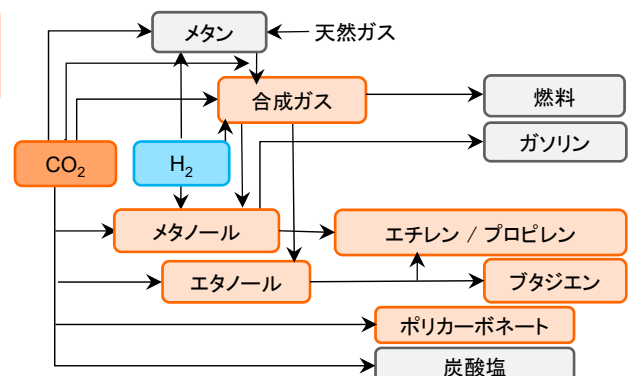 メタン
天然ガス
合成ガス
燃料
ガソリン
CO₂
H₂
メタノール
エチレン / プロピレン
エタノール
ブタジエン
ポリカーボネート
炭酸塩